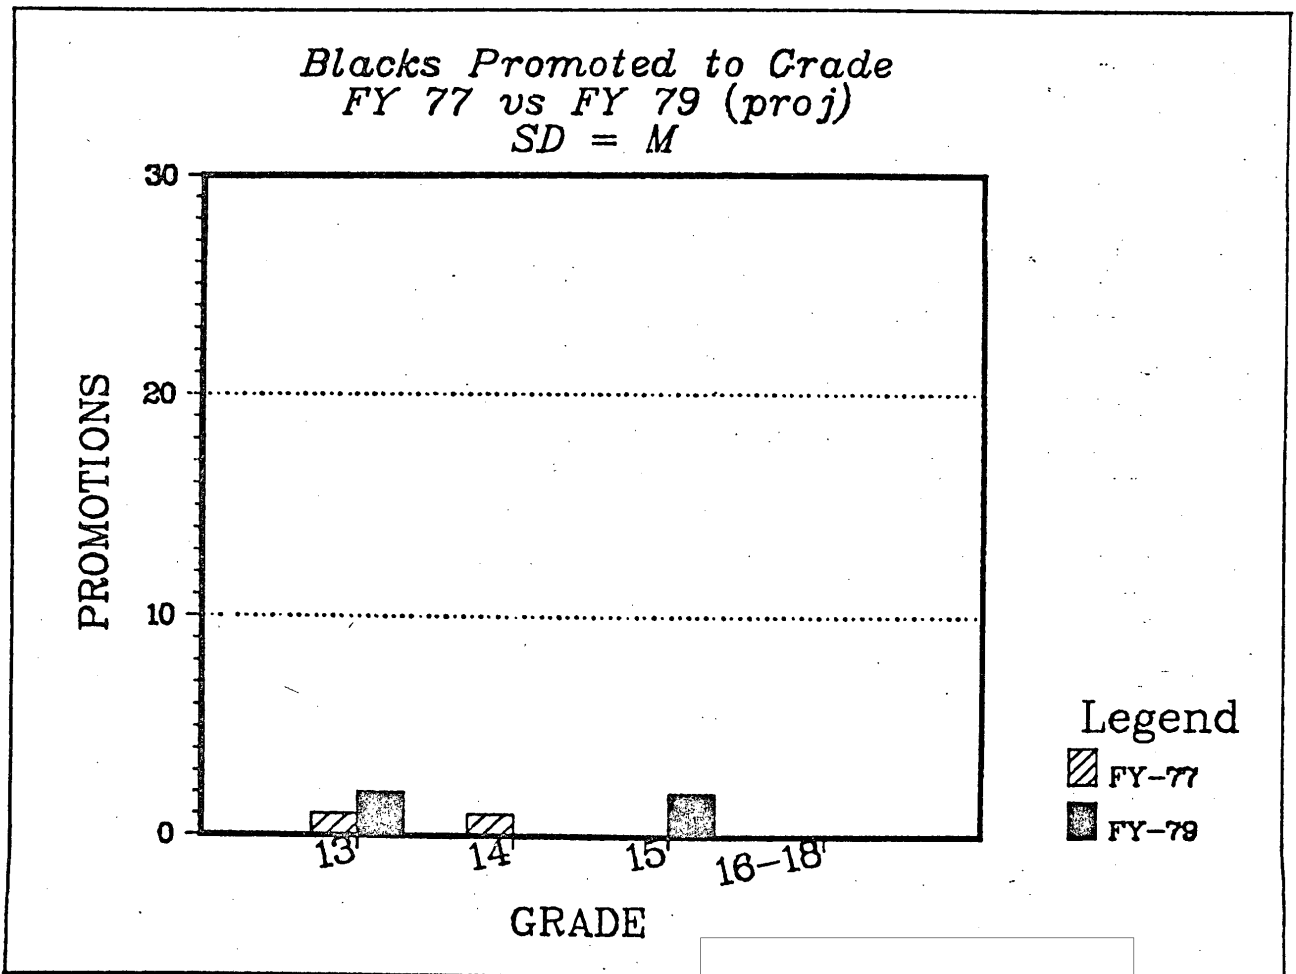 Blacks Promoted to Grade
FY 77 vs FY 79 (proj)
SD = M
30
20
10
0
PROMOTIONS
13
14
15
16-18
GRADE
Legend
FY-77
FY-79